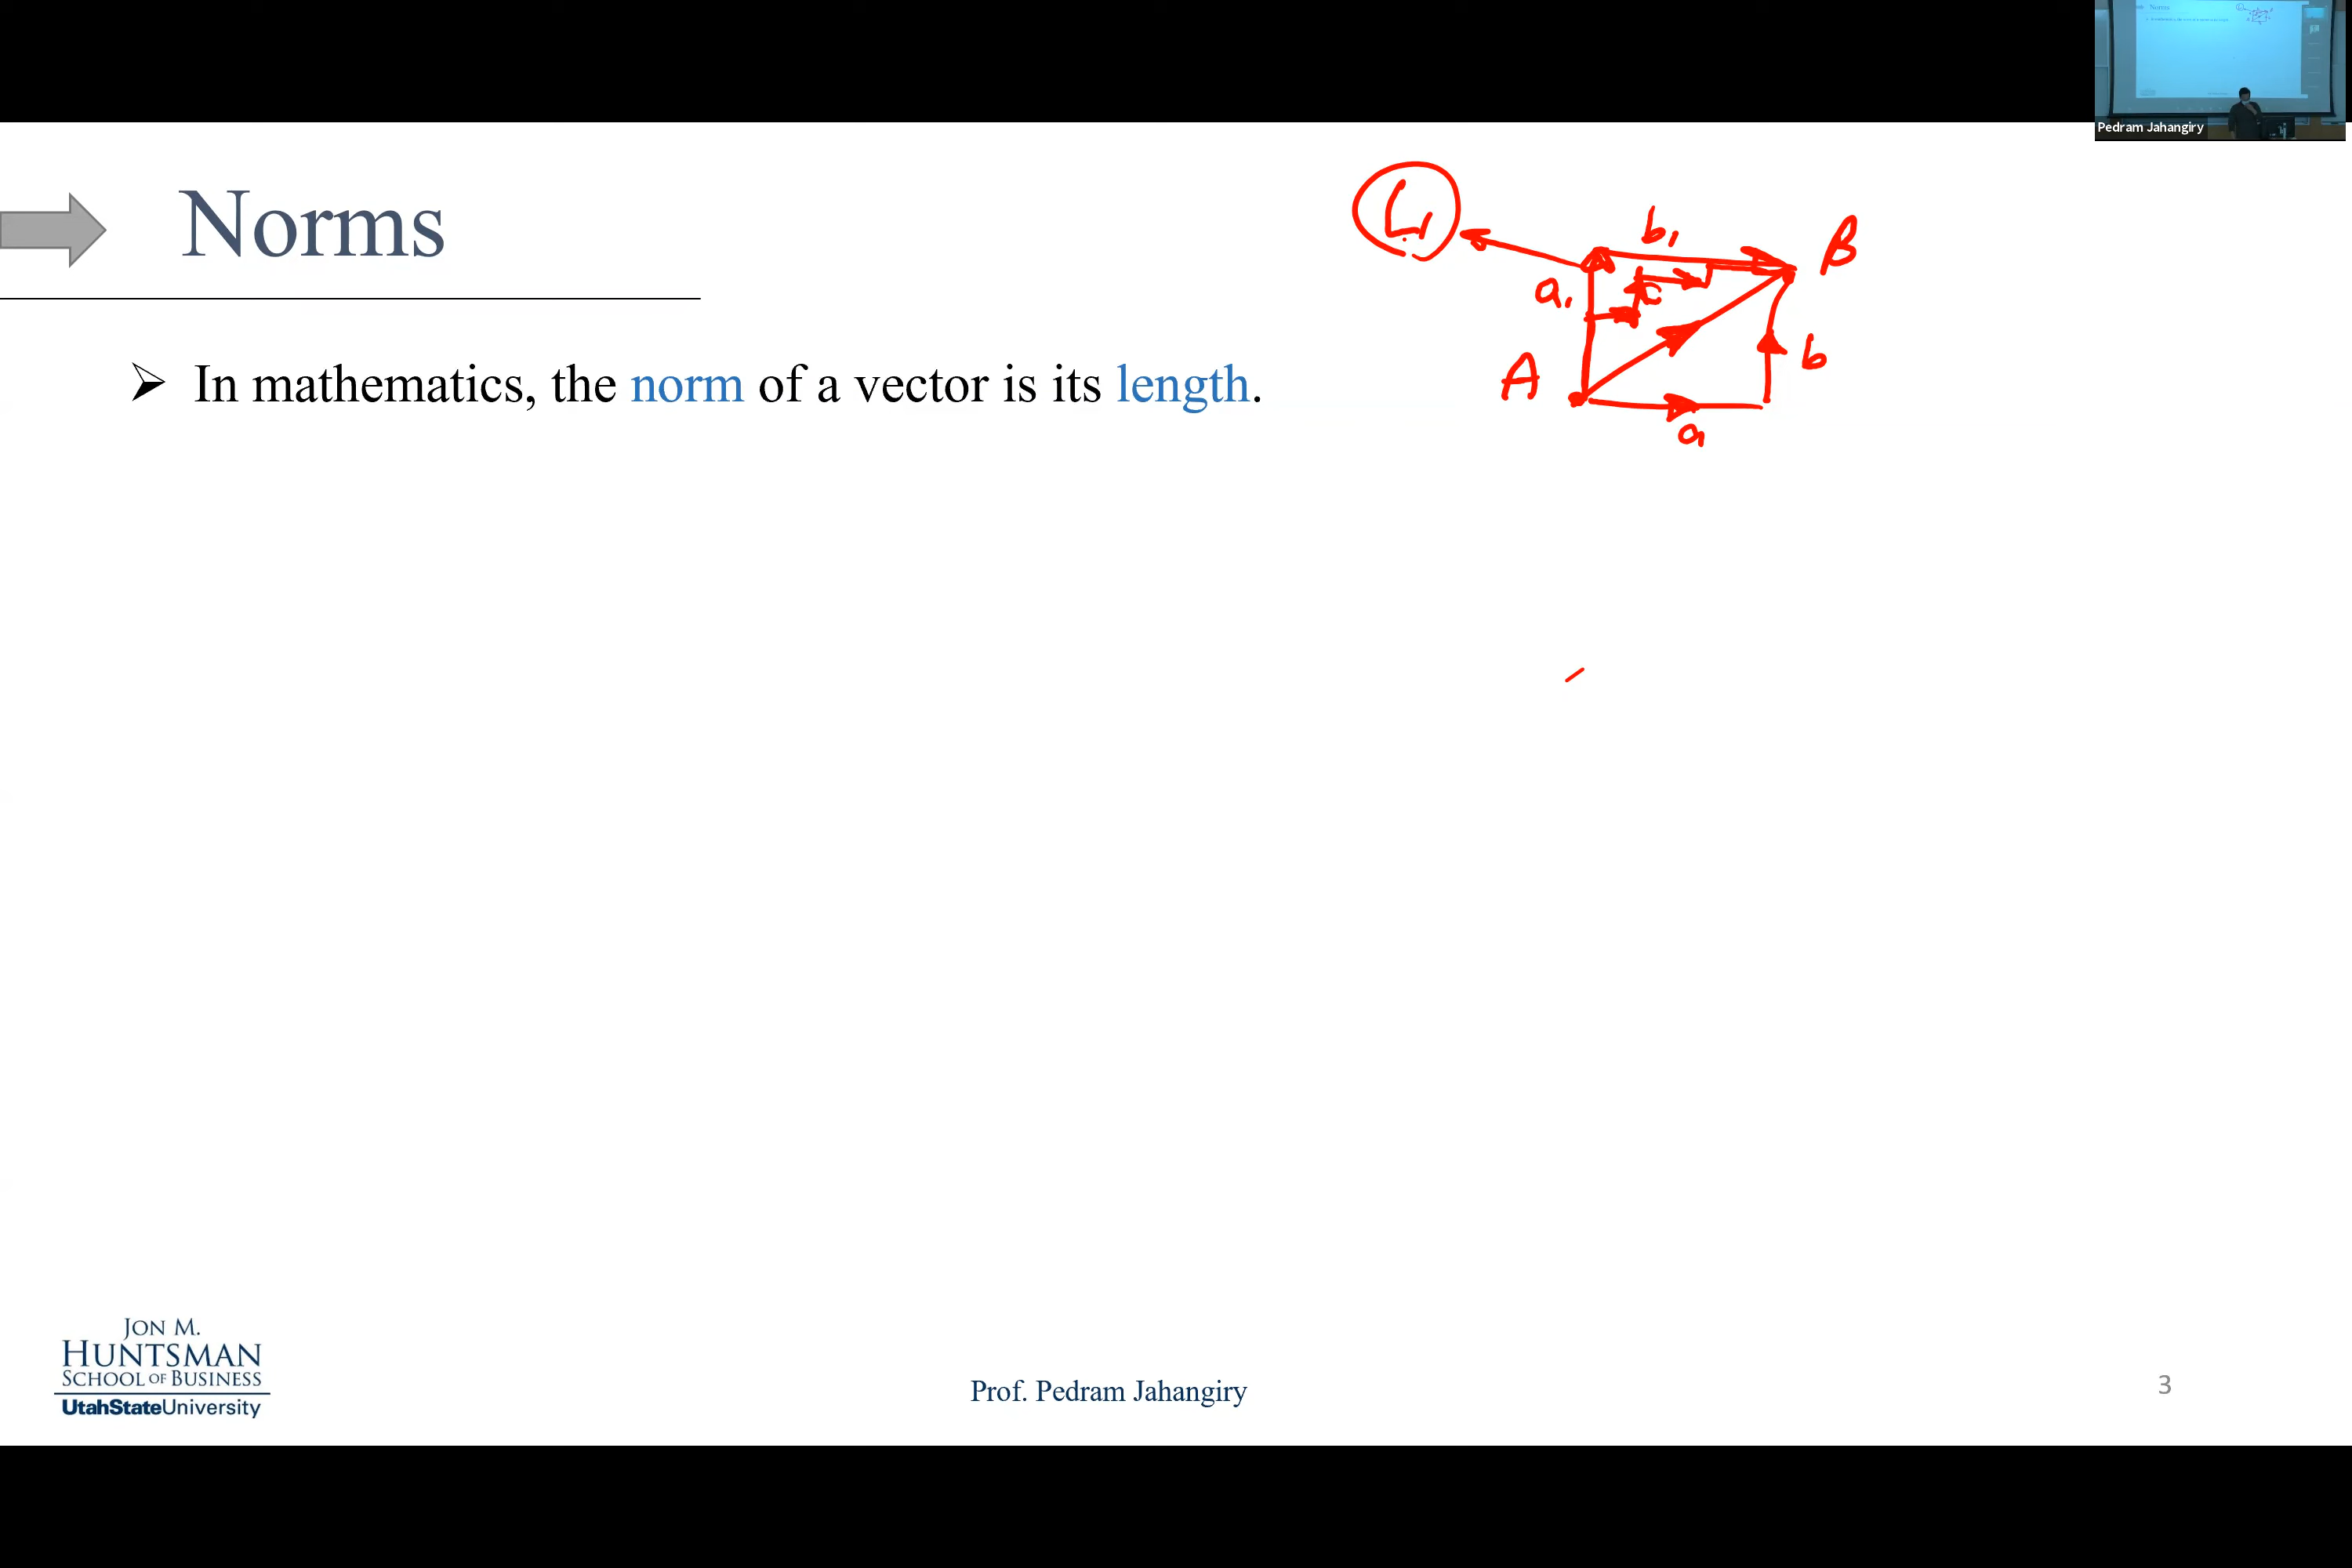 Pedram Jahangiry
Norms
L1
b1
B
a1
c
➢ In mathematics, the norm of a vector is its length.
A
b
a
JON M.
HUNTSMAN
SCHOOL OF BUSINESS
UtahStateUniversity
Prof. Pedram Jahangiry
3